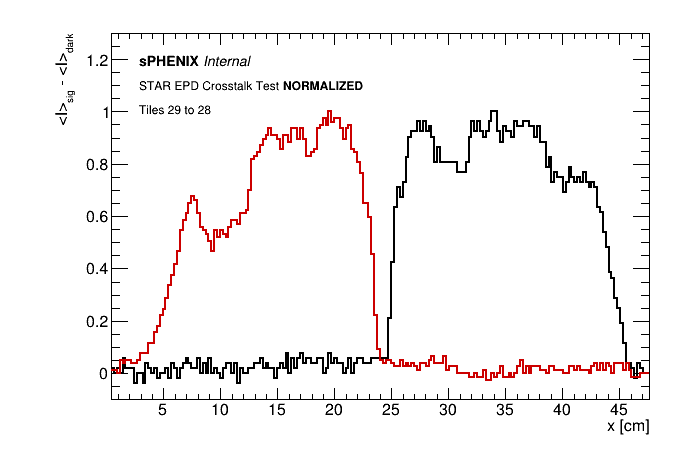 <I>sig - <I>dark
sPHENIX Internal
STAR EPD Crosstalk Test NORMALIZED
Tiles 29 to 28
1.2
1
0.8
0.6
0.4
0.2
0
5 10 15 20 25 30 35 40 45
x [cm]